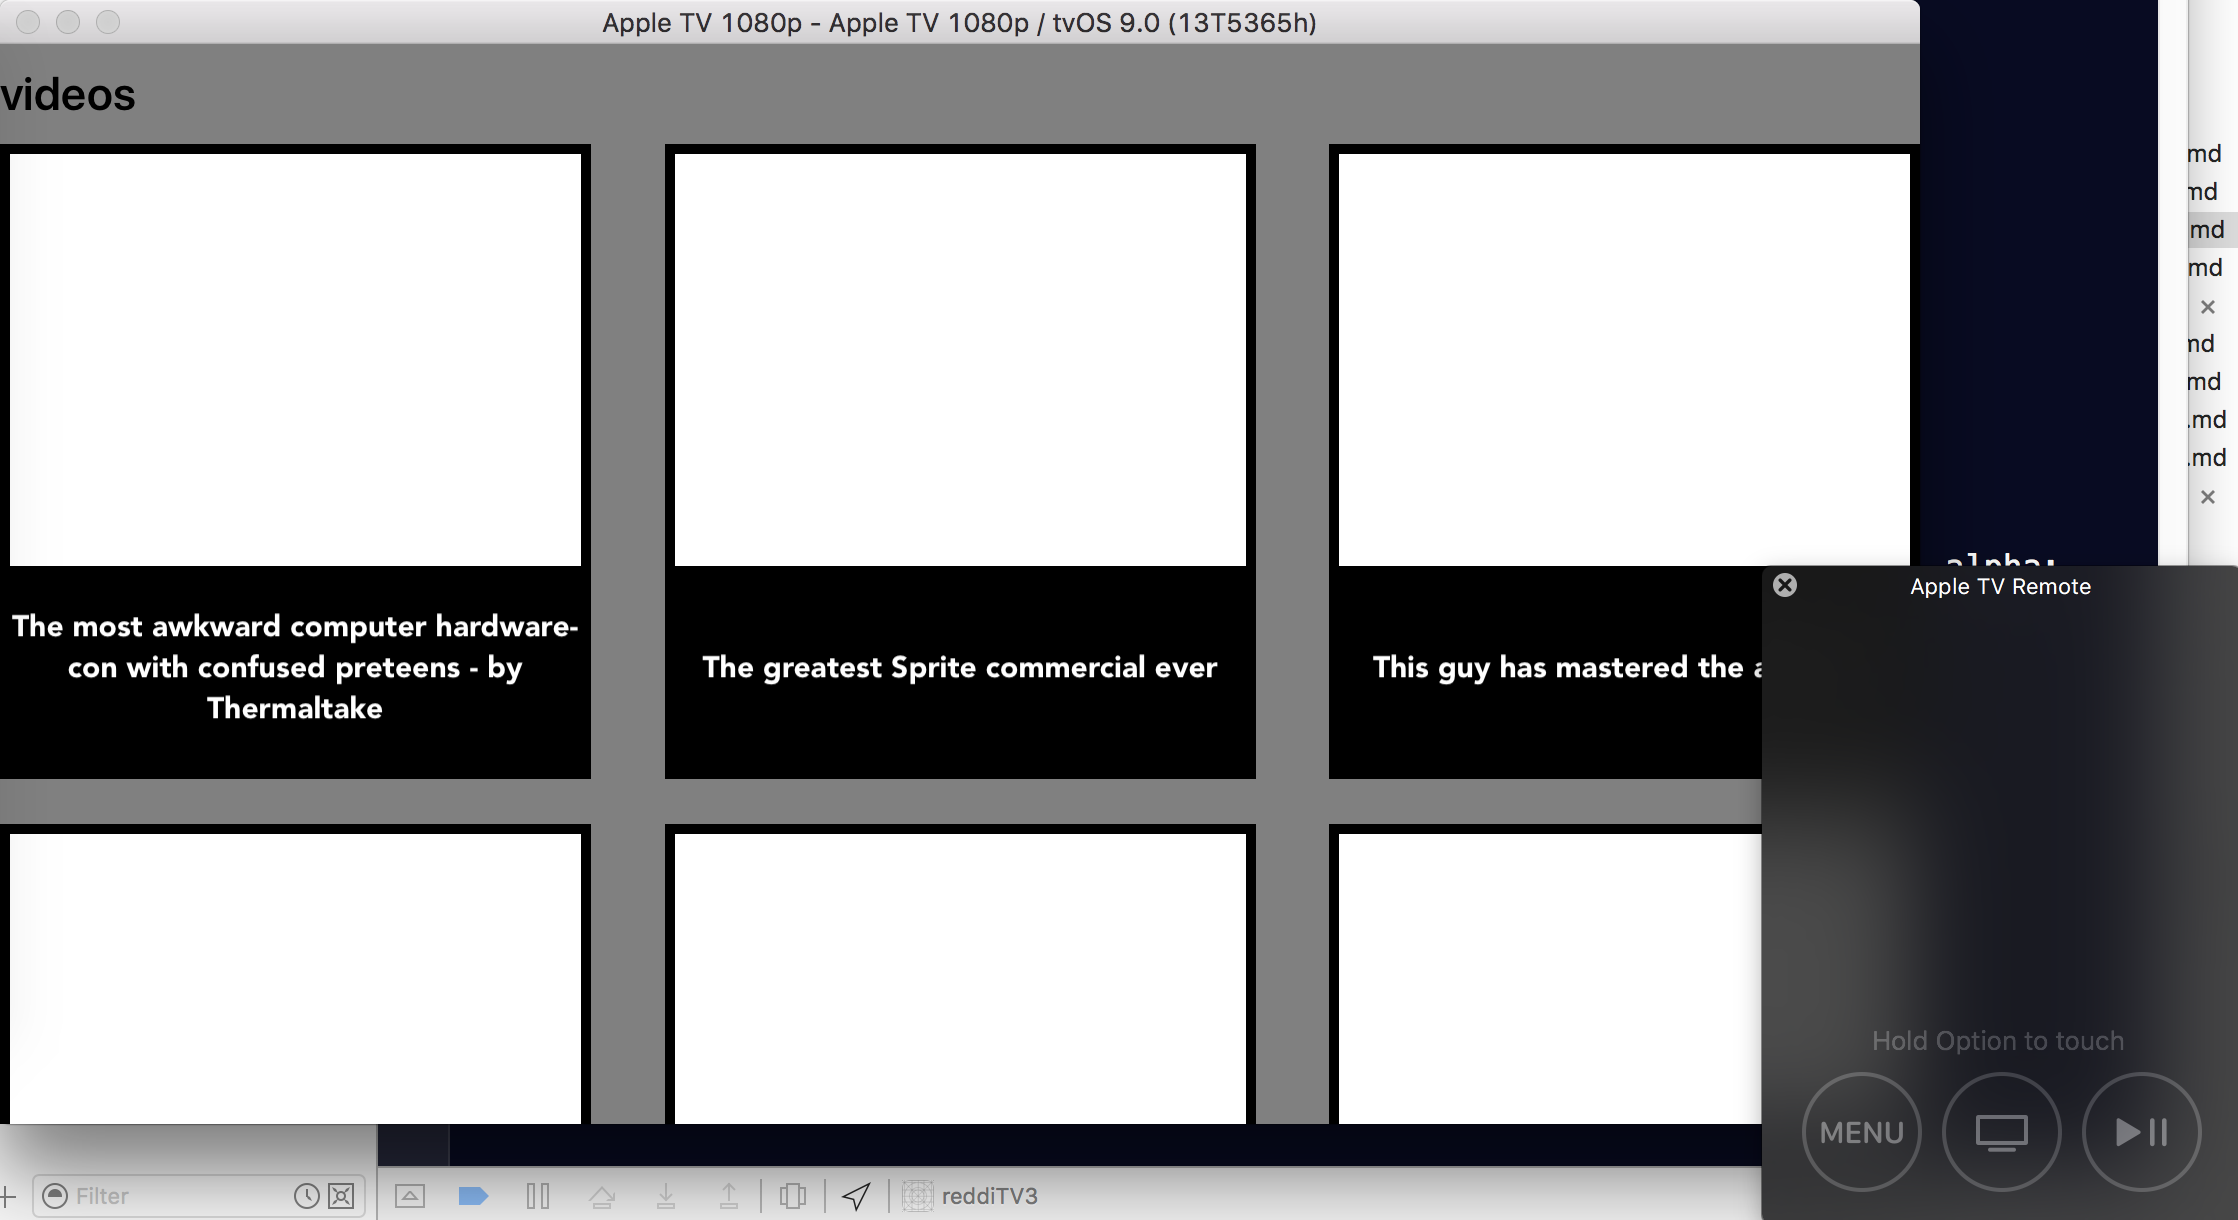 Apple TV 1080p - Apple TV 1080p / tvOS 9.0 (13T5365h)
videos
The most awkward computer hardware-
con with confused preteens - by
Thermaltake
The greatest Sprite commercial ever
This guy has mastered the
md
md
md
md
md
md
.md
.md
alpha:
Apple TV Remote
Hold Option to touch
MENU
Filter
reddiTV3